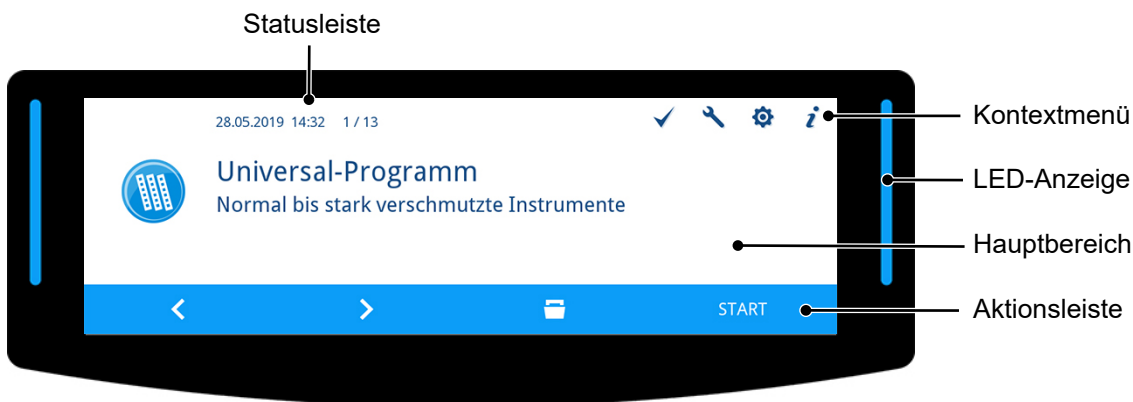 Statusleiste
28.05.2019 14:32 1 / 13
Kontextmenü
Universal-Programm
LED-Anzeige
Normal bis stark verschmutzte Instrumente
Hauptbereich
START
Aktionsleiste